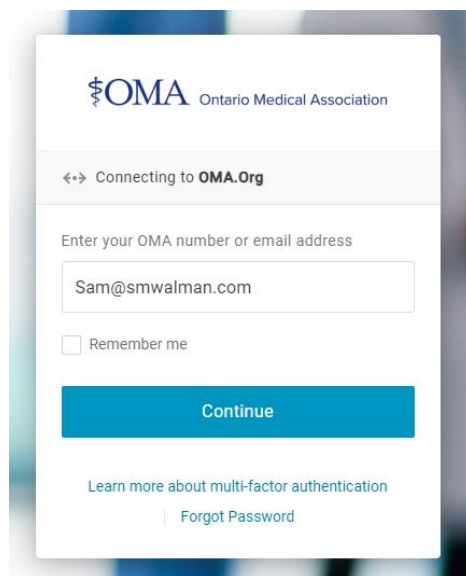 OMA Ontario Medical Association
Connecting to OMA.Org
Enter your OMA number or email address
Sam@smwalman.com
Remember me
Continue
Learn more about multi-factor authentication
Forgot Password